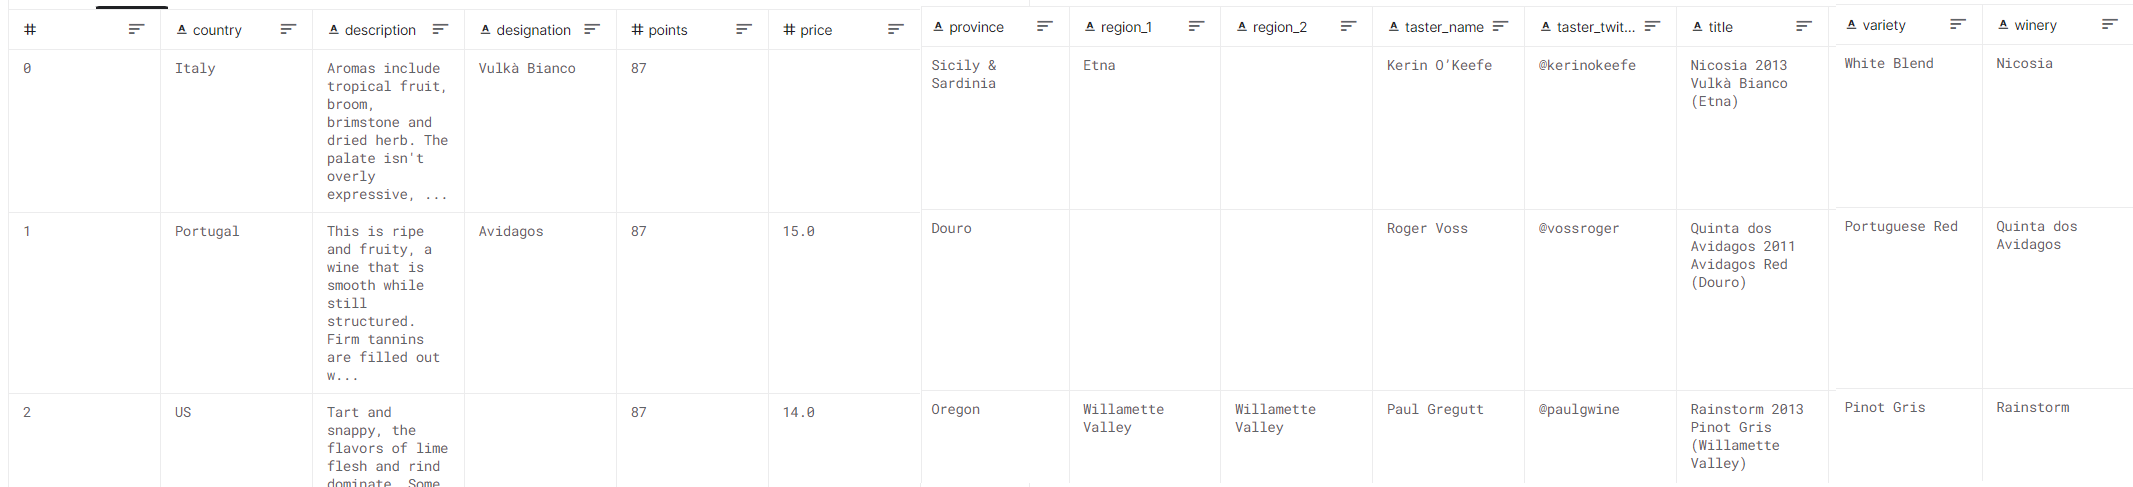 # country description designation # points # price province region_1 region_2 taster_name taster_twit... title variety winery
0 Italy Aromas include Vulkà Bianco 87 Sicily & Etna Kerin O'Keefe @kerinokeefe Nicosia 2013 White Blend Nicosia
tropical fruit, Sardinia Vulkà Bianco
broom, (Etna)
brimstone and
dried herb. The
palate isn't
overly
expressive, ...
1 Portugal This is ripe Avidagos 87 15.0 Douro Roger Voss @vossroger Quinta dos Portuguese Red Quinta dos
and fruity, a Avidagos 2011 Avidagos
wine that is Avidagos Red
smooth while (Douro)
still
structured.
Firm tannins
are filled out
w...
2 US Tart and 87 14.0 Oregon Willamette Willamette Paul Gregutt @paulgwine Rainstorm 2013 Pinot Gris Rainstorm
snappy, the Valley Valley Pinot Gris
flavors of lime (Willamette
flesh and rind Valley)
dominate. Some